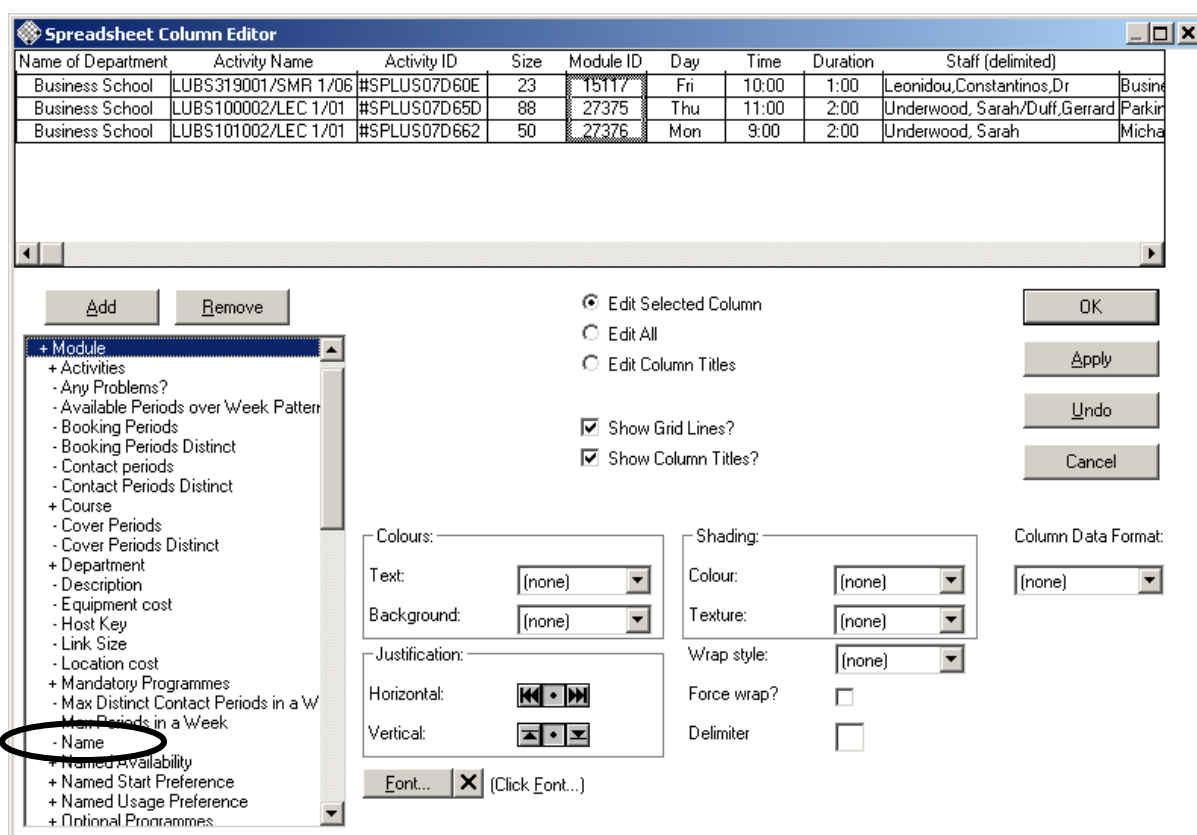 Spreadsheet Column Editor
Name of Department Activity Name Activity ID Size Module ID Day Time Duration Staff (delimited)
Business School LUBS319001/SMR 1/06 #SPLUS07D60E 23 15117 Fri 10:00 1:00 Leonidou,Constantinos,Dr Busine
Business School LUBS100002/LEC 1/01 #SPLUS07D65D 88 27375 Thu 11:00 2:00 Underwood, Sarah/Duff,Gerrard Parkin
Business School LUBS101002/LEC 1/01 #SPLUS07D662 50 27376 Mon 9:00 2:00 Underwood, Sarah Micha
Add Remove
+ Module
+ Activities
- Any Problems?
- Available Periods over Week Pattern
- Booking Periods
- Booking Periods Distinct
- Contact periods
- Contact Periods Distinct
+ Course
- Cover Periods
- Cover Periods Distinct
+ Department
- Description
- Equipment cost
- Host Key
- Link Size
- Location cost
+ Mandatory Programmes
- Max Distinct Contact Periods in a W
- Max Periods in a Week
- Name
+ Named Availability
+ Named Start Preference
+ Named Usage Preference
+ Optional Programmes
Edit Selected Column
Edit All
Edit Column Titles
Show Grid Lines?
Show Column Titles?
OK
Apply
Undo
Cancel
Colours:
Text: (none)
Background: (none)
Shading:
Colour: (none)
Texture: (none)
Column Data Format:
(none)
Justification:
Horizontal:
Vertical:
Wrap style: (none)
Force wrap?
Delimiter
Font... (Click Font...)